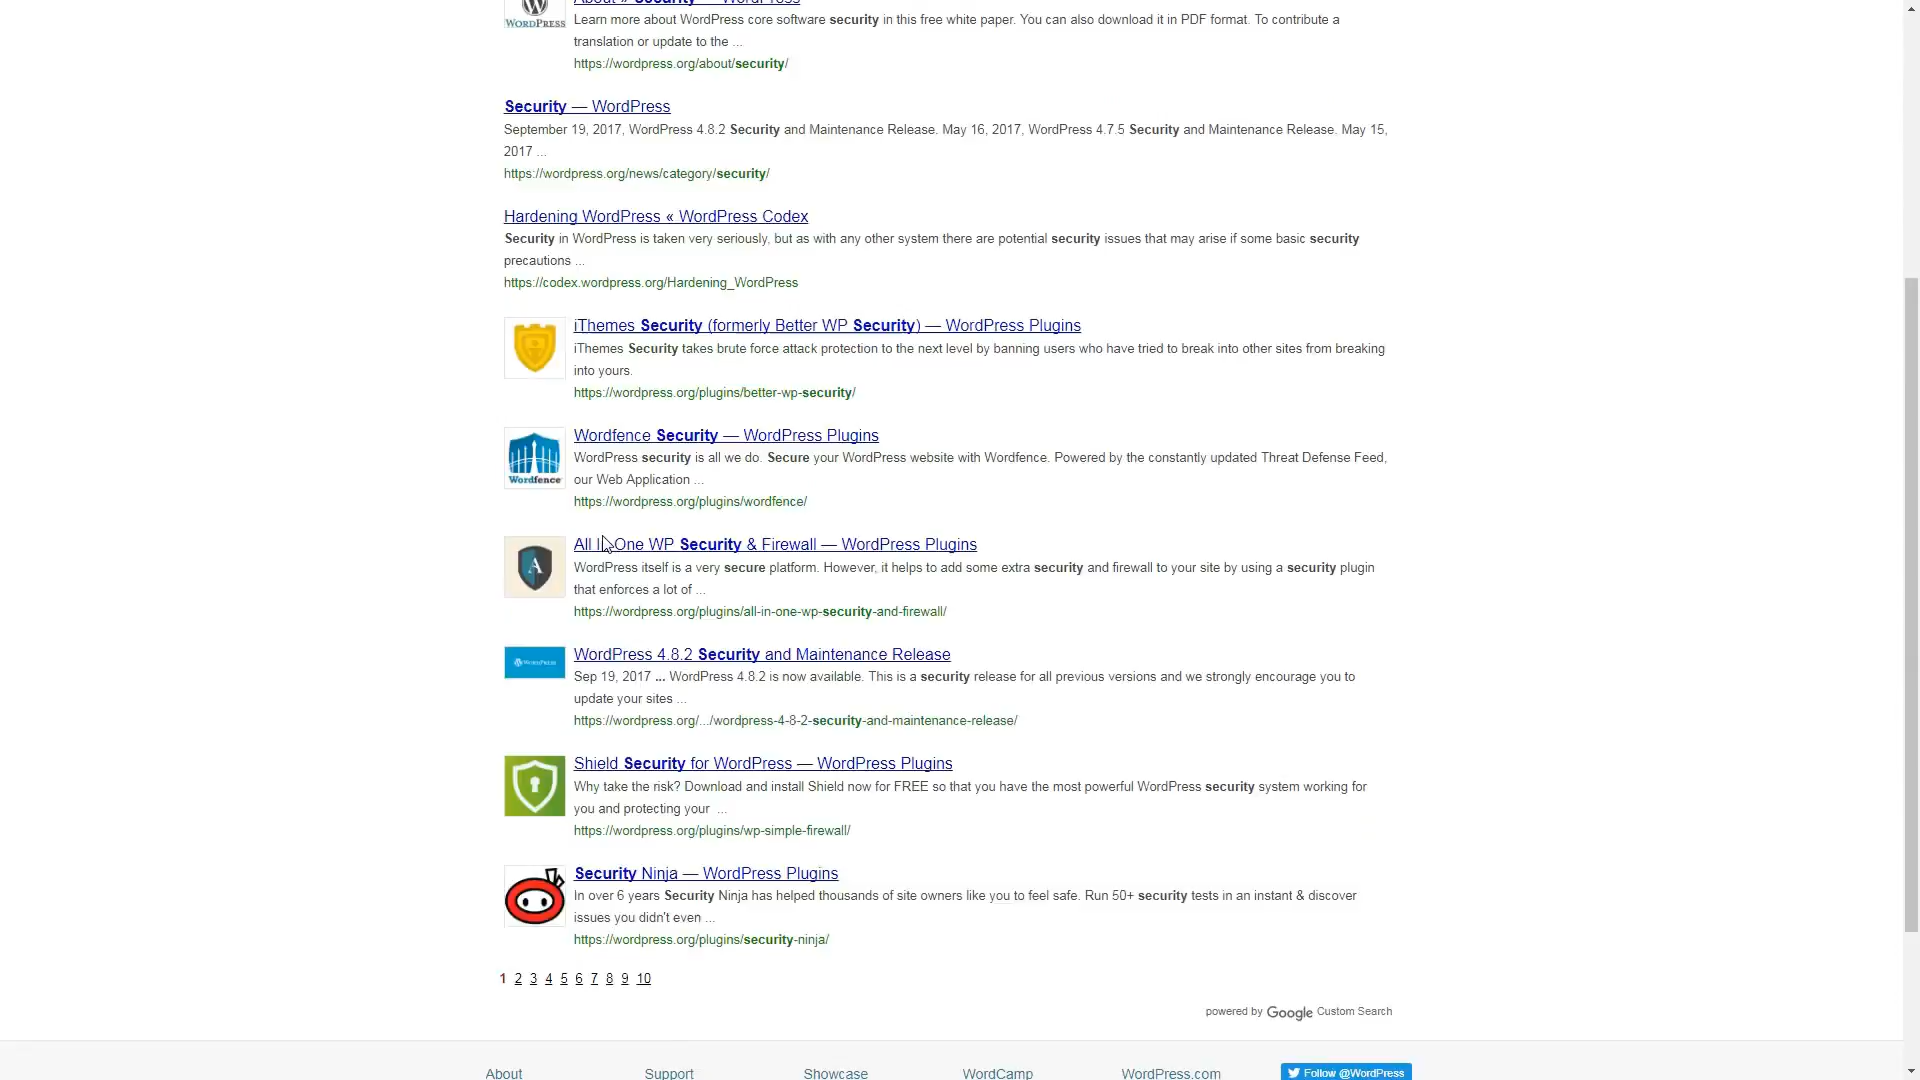 About « Security — WordPress
WORDPRESS
Learn more about WordPress core software security in this free white paper. You can also download it in PDF format. To contribute a
translation or update to the ...
https://wordpress.org/about/security/
Security — WordPress
September 19, 2017, WordPress 4.8.2 Security and Maintenance Release. May 16, 2017, WordPress 4.7.5 Security and Maintenance Release. May 15,
2017 ...
https://wordpress.org/news/category/security/
Hardening WordPress « WordPress Codex
Security in WordPress is taken very seriously, but as with any other system there are potential security issues that may arise if some basic security
precautions ...
https://codex.wordpress.org/Hardening_WordPress
iThemes Security (formerly Better WP Security) — WordPress Plugins
iThemes Security takes brute force attack protection to the next level by banning users who have tried to break into other sites from breaking
into yours.
https://wordpress.org/plugins/better-wp-security/
Wordfence Security — WordPress Plugins
WordPress security is all we do. Secure your WordPress website with Wordfence. Powered by the constantly updated Threat Defense Feed,
our Web Application ...
Wordfence
https://wordpress.org/plugins/wordfence/
All In One WP Security & Firewall — WordPress Plugins
A
WordPress itself is a very secure platform. However, it helps to add some extra security and firewall to your site by using a security plugin
that enforces a lot of ...
https://wordpress.org/plugins/all-in-one-wp-security-and-firewall/
WordPress 4.8.2 Security and Maintenance Release
WORDPRESS
Sep 19, 2017 ... WordPress 4.8.2 is now available. This is a security release for all previous versions and we strongly encourage you to
update your sites ...
https://wordpress.org/.../wordpress-4-8-2-security-and-maintenance-release/
Shield Security for WordPress — WordPress Plugins
Why take the risk? Download and install Shield now for FREE so that you have the most powerful WordPress security system working for
you and protecting your ...
https://wordpress.org/plugins/wp-simple-firewall/
Security Ninja — WordPress Plugins
In over 6 years Security Ninja has helped thousands of site owners like you to feel safe. Run 50+ security tests in an instant & discover
issues you didn't even ...
https://wordpress.org/plugins/security-ninja/
1 2 3 4 5 6 7 8 9 10
powered by Google Custom Search
About Support Showcase WordCamp WordPress.com Follow @WordPress